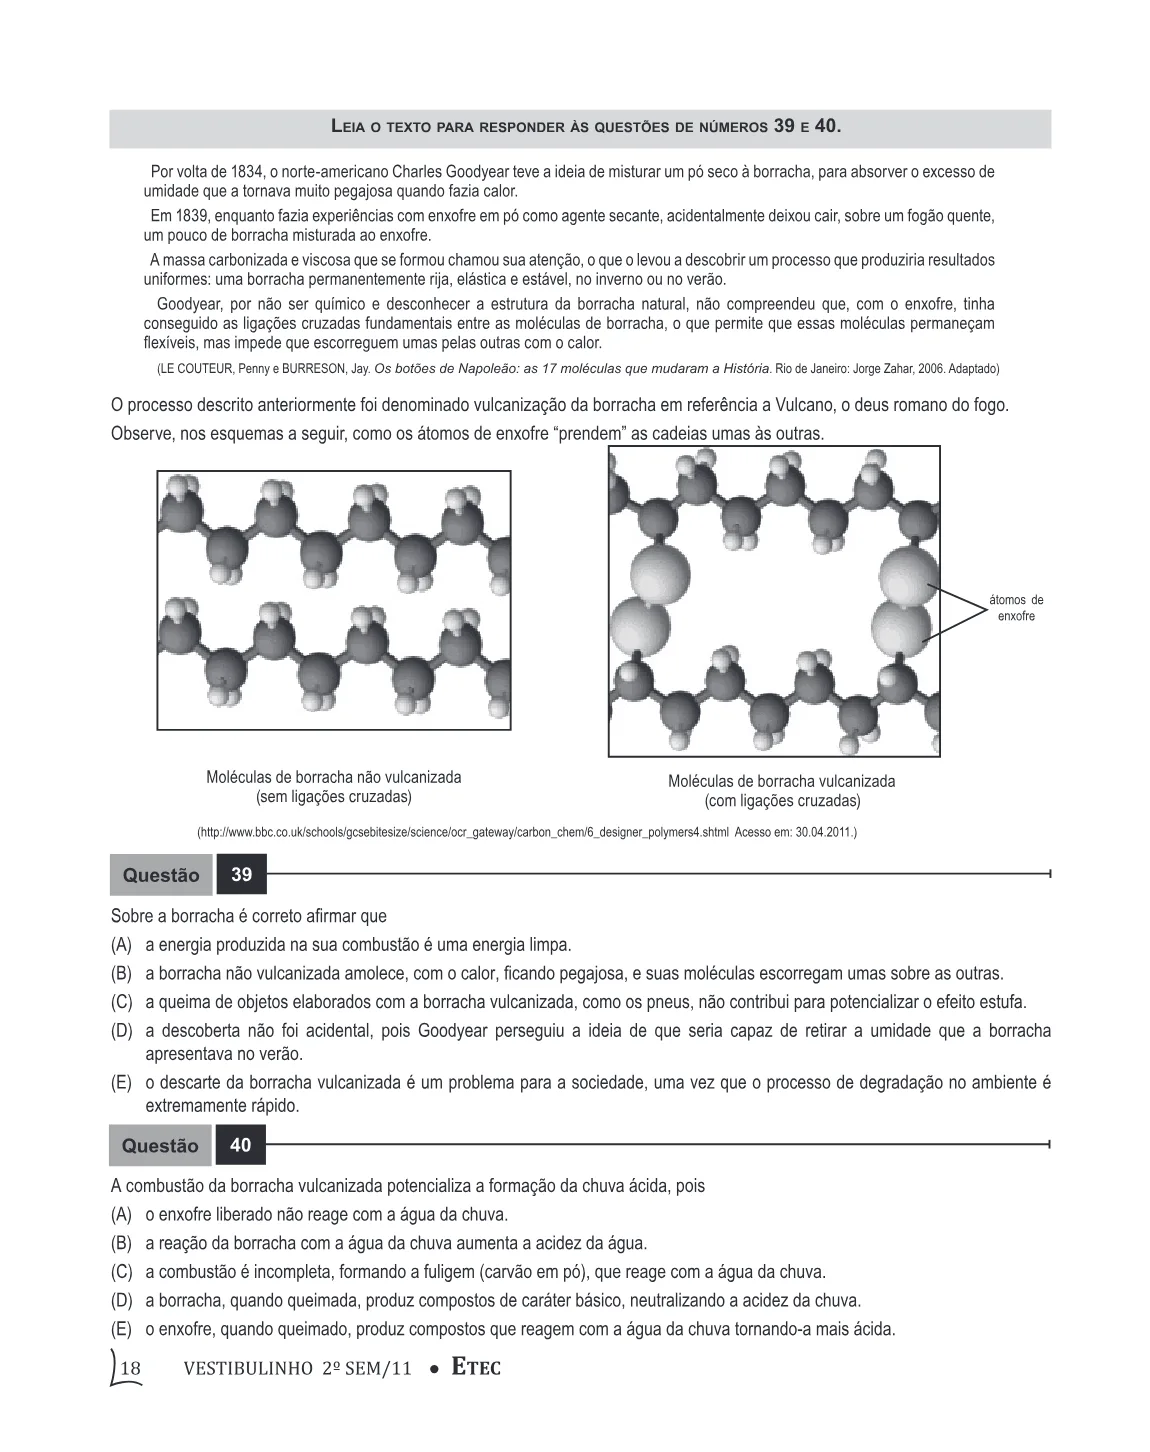 LEIA O TEXTO PARA RESPONDER ÀS QUESTÕES DE NÚMEROS 39 E 40.
Por volta de 1834, o norte-americano Charles Goodyear teve a ideia de misturar um pó seco à borracha, para absorver o excesso de
umidade que a tornava muito pegajosa quando fazia calor.
Em 1839, enquanto fazia experiências com enxofre em pó como agente secante, acidentalmente deixou cair, sobre um fogão quente,
um pouco de borracha misturada ao enxofre.
A massa carbonizada e viscosa que se formou chamou sua atenção, o que o levou a descobrir um processo que produziria resultados
uniformes: uma borracha permanentemente rija, elástica e estável, no inverno ou no verão.
Goodyear, por não ser químico e desconhecer a estrutura da borracha natural, não compreendeu que, com o enxofre, tinha
conseguido as ligações cruzadas fundamentais entre as moléculas de borracha, o que permite que essas moléculas permaneçam
flexíveis, mas impede que escorreguem umas pelas outras com o calor.
(LE COUTEUR, Penny e BURRESON, Jay. Os botões de Napoleão: as 17 moléculas que mudaram a História. Rio de Janeiro: Jorge Zahar, 2006. Adaptado)
O processo descrito anteriormente foi denominado vulcanização da borracha em referência a Vulcano, o deus romano do fogo.
Observe, nos esquemas a seguir, como os átomos de enxofre “prendem” as cadeias umas às outras.
átomos de
enxofre
Moléculas de borracha não vulcanizada
(sem ligações cruzadas)
Moléculas de borracha vulcanizada
(com ligações cruzadas)
(http://www.bbc.co.uk/schools/gcsebitesize/science/ocr_gateway/carbon_chem/6_designer_polymers4.shtml Acesso em: 30.04.2011.)
Questão 39
Sobre a borracha é correto afirmar que
(A) a energia produzida na sua combustão é uma energia limpa.
(B) a borracha não vulcanizada amolece, com o calor, ficando pegajosa, e suas moléculas escorregam umas sobre as outras.
(C) a queima de objetos elaborados com a borracha vulcanizada, como os pneus, não contribui para potencializar o efeito estufa.
(D) a descoberta não foi acidental, pois Goodyear perseguiu a ideia de que seria capaz de retirar a umidade que a borracha
apresentava no verão.
(E) o descarte da borracha vulcanizada é um problema para a sociedade, uma vez que o processo de degradação no ambiente é
extremamente rápido.
Questão 40
A combustão da borracha vulcanizada potencializa a formação da chuva ácida, pois
(A) o enxofre liberado não reage com a água da chuva.
(B) a reação da borracha com a água da chuva aumenta a acidez da água.
(C) a combustão é incompleta, formando a fuligem (carvão em pó), que reage com a água da chuva.
(D) a borracha, quando queimada, produz compostos de caráter básico, neutralizando a acidez da chuva.
(E) o enxofre, quando queimado, produz compostos que reagem com a água da chuva tornando-a mais ácida.
18 VESTIBULINHO 2º SEM/11 • ETEC